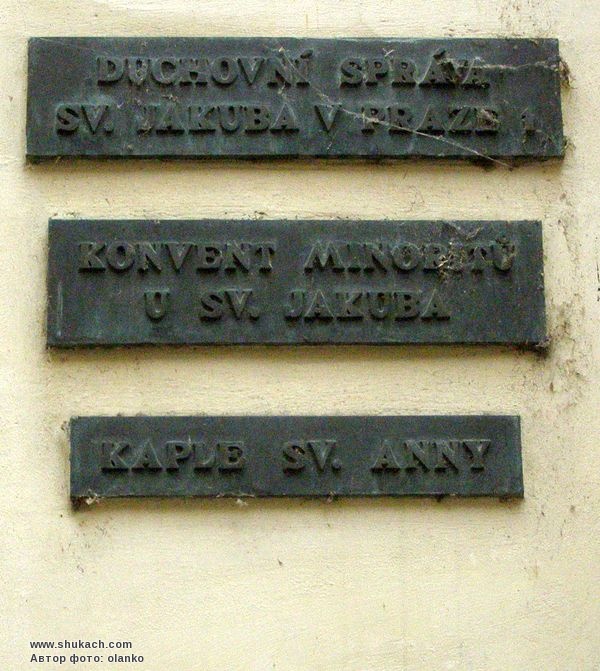 DUCHOVNÍ SPRÁVA
SV. JAKUBA V PRAZE 1
KONVENT MINORITŮ
U SV. JAKUBA
KAPLE SV. ANNY
www.shukach.com
Автор фото: olanko